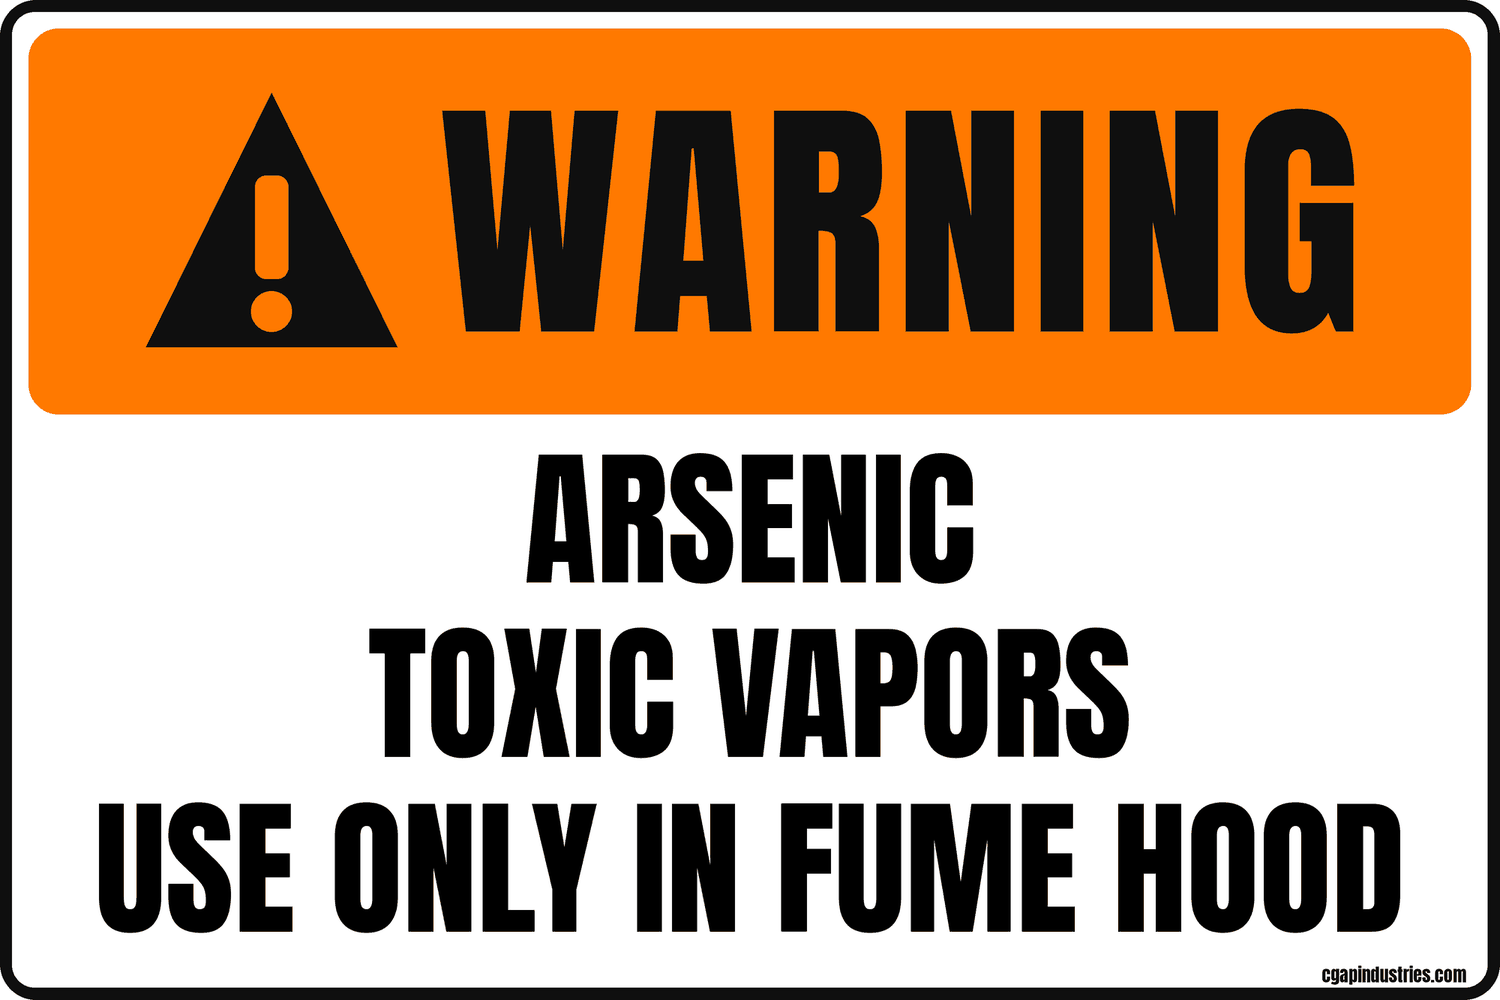 WARNING
ARSENIC
TOXIC VAPORS
USE ONLY IN FUME HOOD
cgapindustries.com